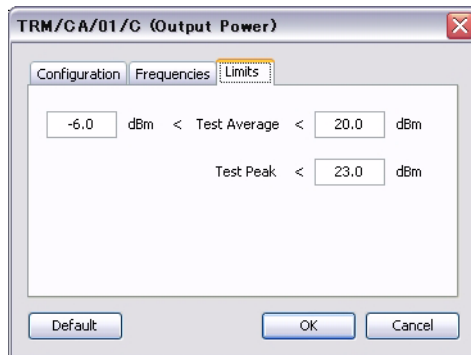 TRM/CA/01/C (Output Power)
Configuration Frequencies Limits
-6.0 dBm < Test Average < 20.0 dBm
Test Peak < 23.0 dBm
Default OK Cancel